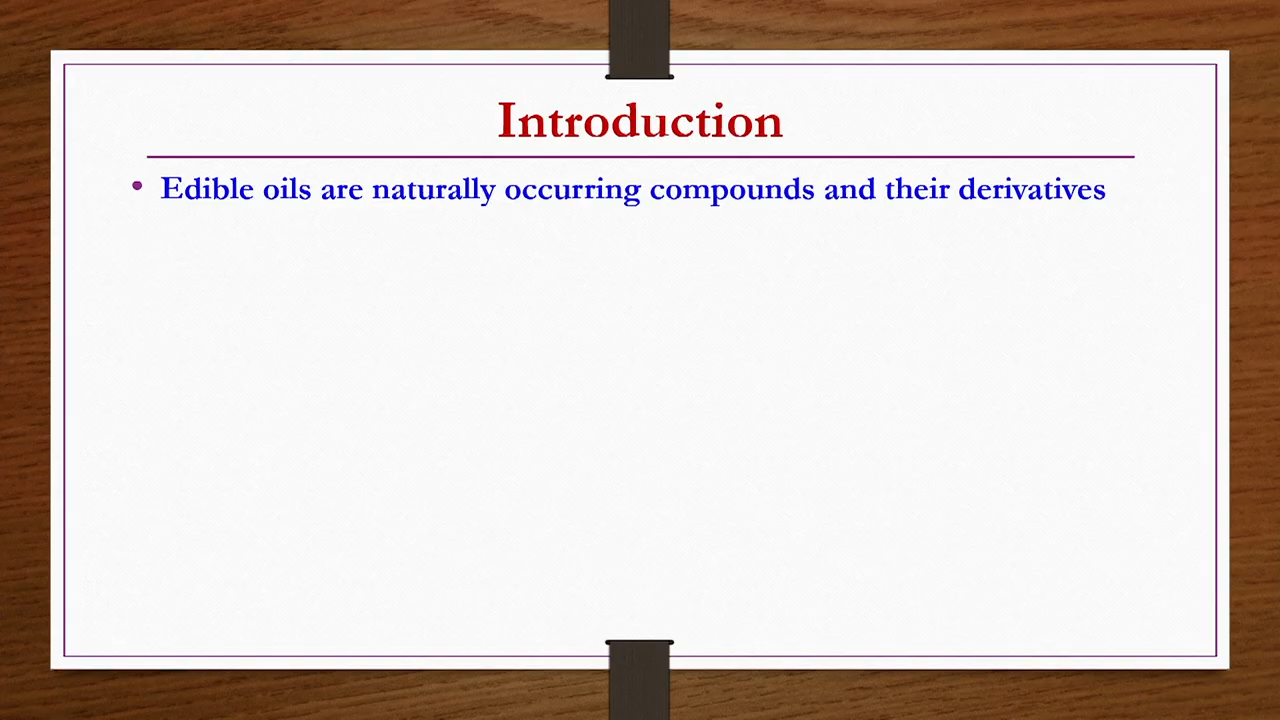 Introduction
• Edible oils are naturally occurring compounds and their derivatives